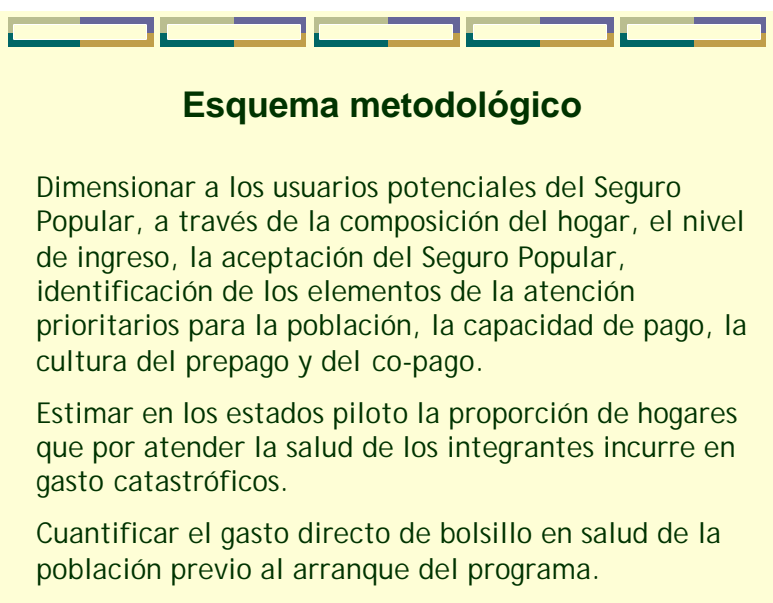 Esquema metodológico
Dimensionar a los usuarios potenciales del Seguro
Popular, a través de la composición del hogar, el nivel
de ingreso, la aceptación del Seguro Popular,
identificación de los elementos de la atención
prioritarios para la población, la capacidad de pago, la
cultura del prepago y del co-pago.
Estimar en los estados piloto la proporción de hogares
que por atender la salud de los integrantes incurre en
gasto catastróficos.
Cuantificar el gasto directo de bolsillo en salud de la
población previo al arranque del programa.